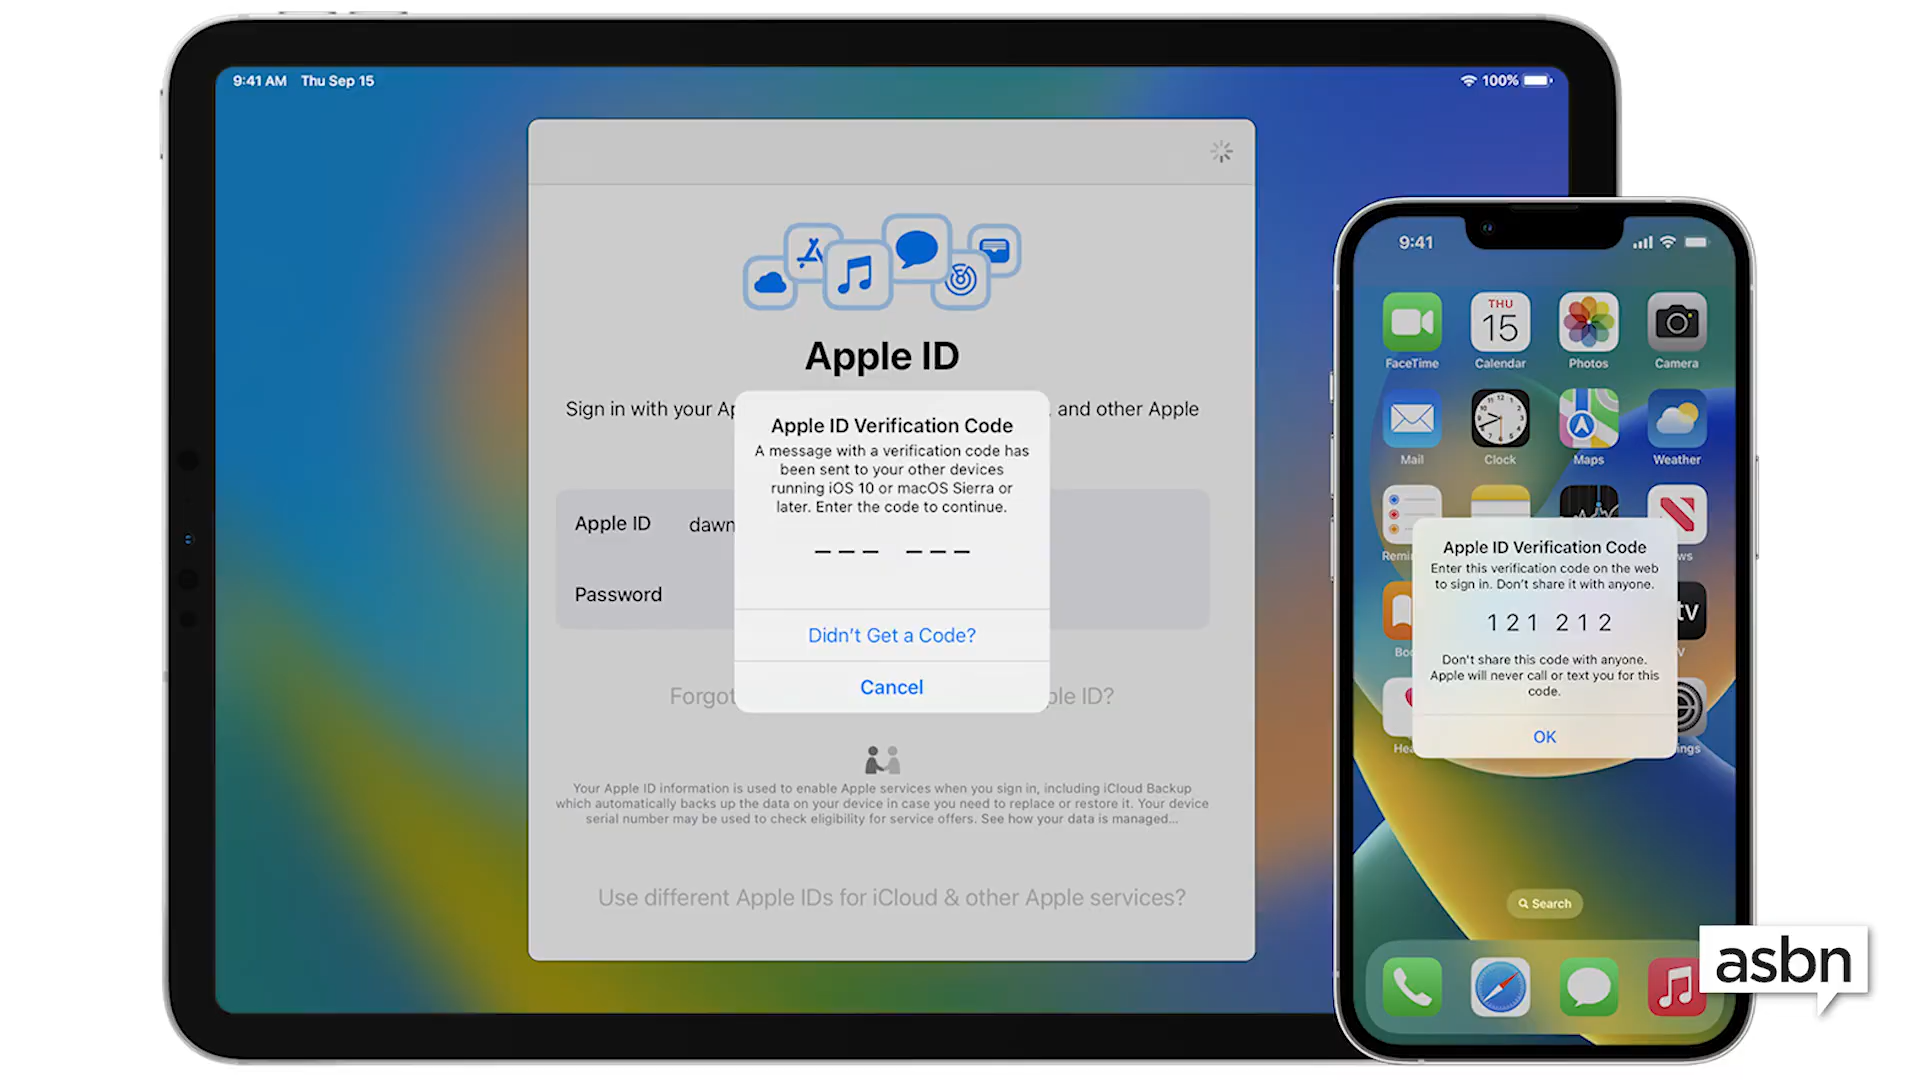 9:41 AM Thu Sep 15
100%
Apple ID
Sign in with your Ap
and other Apple
Apple ID dawn
Password
Apple ID Verification Code
A message with a verification code has
been sent to your other devices
running iOS 10 or macOS Sierra or
later. Enter the code to continue.
Didn't Get a Code?
Cancel
Forgot
ple ID?
Your Apple ID information is used to enable Apple services when you sign in, including iCloud Backup
which automatically backs up the data on your device in case you need to replace or restore it. Your device
serial number may be used to check eligibility for service offers. See how your data is managed...
Use different Apple IDs for iCloud & other Apple services?
9:41
THU
15
FaceTime Calendar Photos Camera
Mail Clock Maps Weather
Remi
ws
tv
Boo
V
Hea
ings
Apple ID Verification Code
Enter this verification code on the web
to sign in. Don't share it with anyone.
121 212
Don't share this code with anyone.
Apple will never call or text you for this
code.
OK
Search
asbn